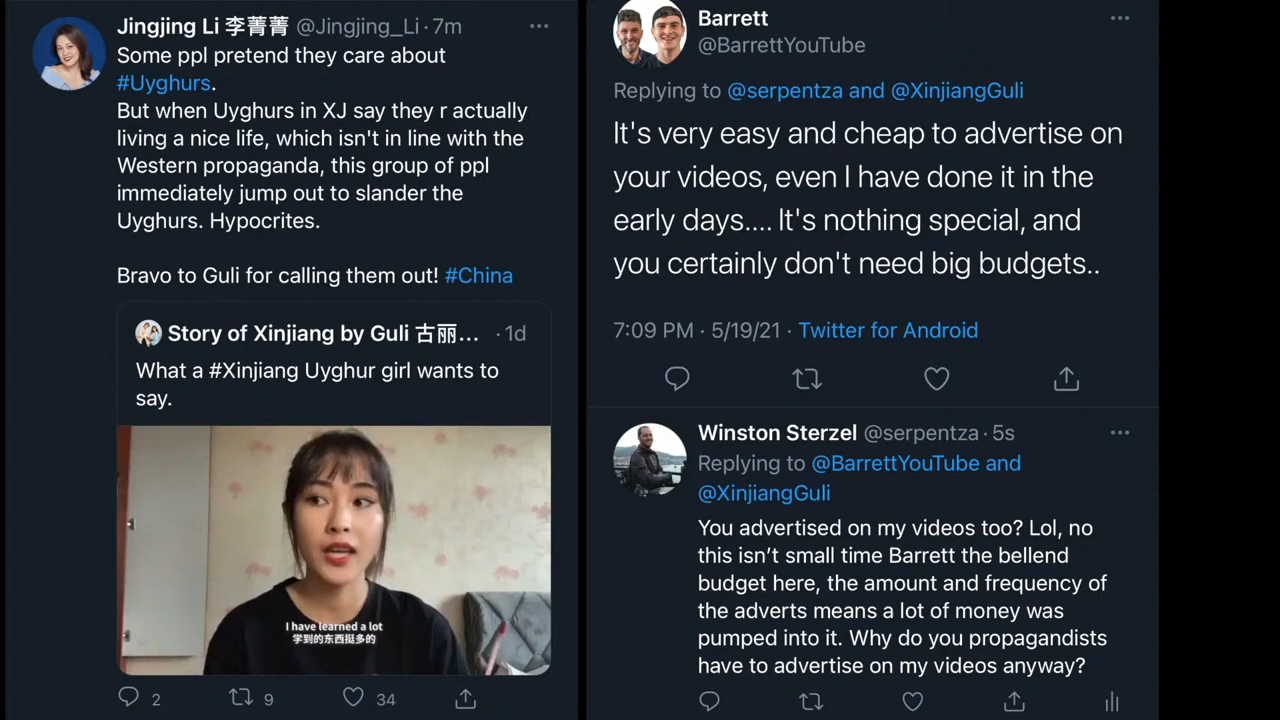 Jingjing Li 李菁菁 @Jingjing_Li · 7m
Some ppl pretend they care about
#Uyghurs.
But when Uyghurs in XJ say they r actually
living a nice life, which isn't in line with the
Western propaganda, this group of ppl
immediately jump out to slander the
Uyghurs. Hypocrites.
Bravo to Guli for calling them out! #China
Story of Xinjiang by Guli 古丽... · 1d
What a #Xinjiang Uyghur girl wants to
say.
I have learned a lot
学到的东西挺多的
2 9 34
Barrett
@BarrettYouTube
Replying to @serpentza and @XinjiangGuli
It's very easy and cheap to advertise on
your videos, even I have done it in the
early days.... It's nothing special, and
you certainly don't need big budgets..
7:09 PM · 5/19/21 · Twitter for Android
Winston Sterzel @serpentza · 5s
Replying to @BarrettYouTube and
@XinjiangGuli
You advertised on my videos too? Lol, no
this isn’t small time Barrett the bellend
budget here, the amount and frequency of
the adverts means a lot of money was
pumped into it. Why do you propagandists
have to advertise on my videos anyway?